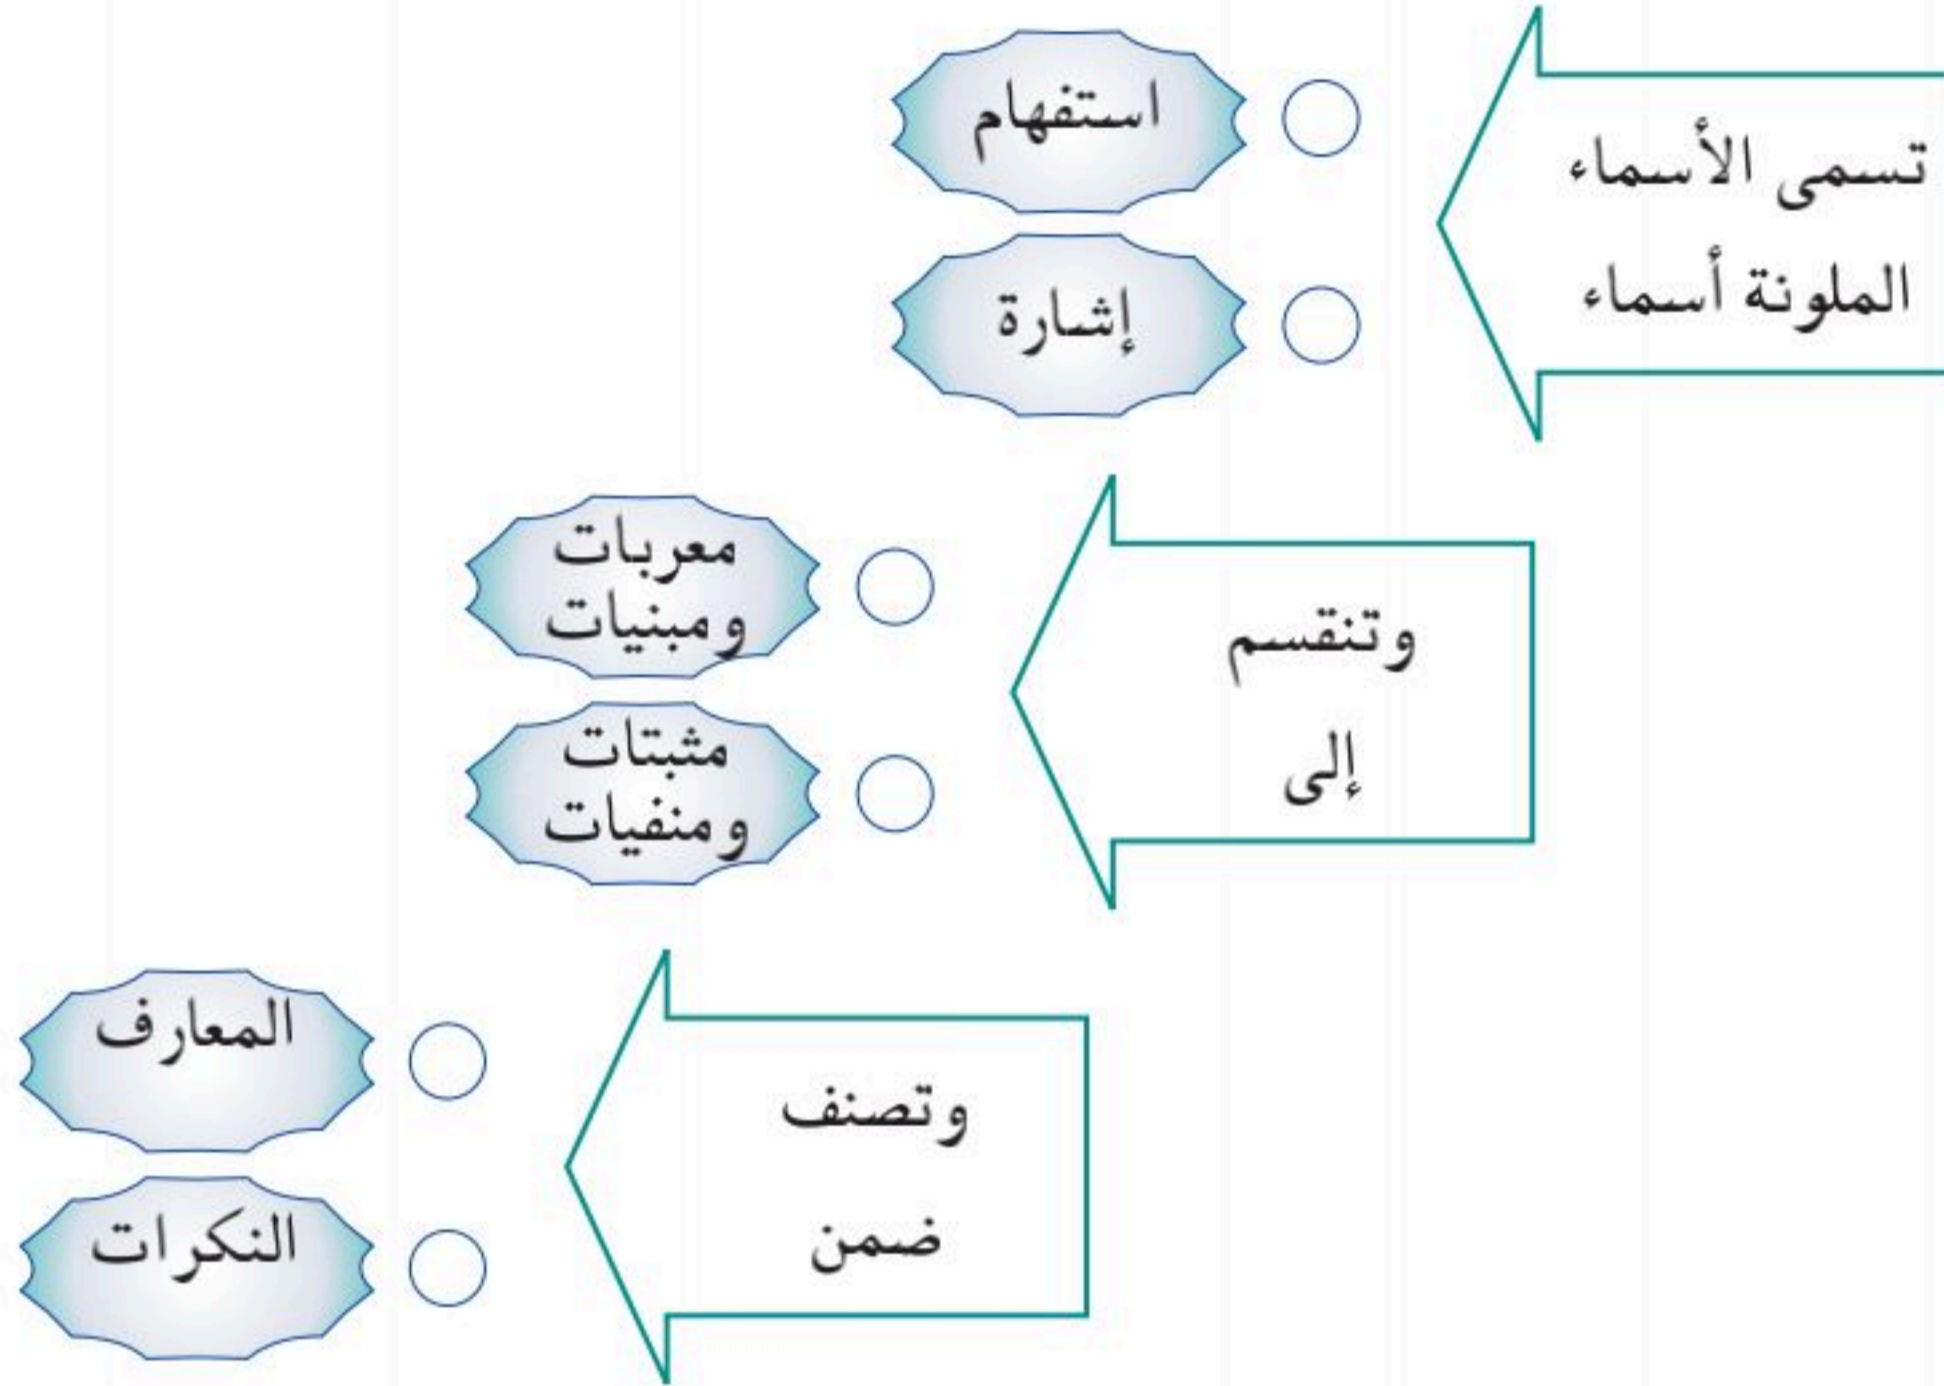 تسمى الأسماء
الملونة أسماء
استفهام
إشارة
وتنقسم
إلى
معربات
ومبنيات
مثبتات
ومنفيات
وتصنف
ضمن
المعارف
النكرات